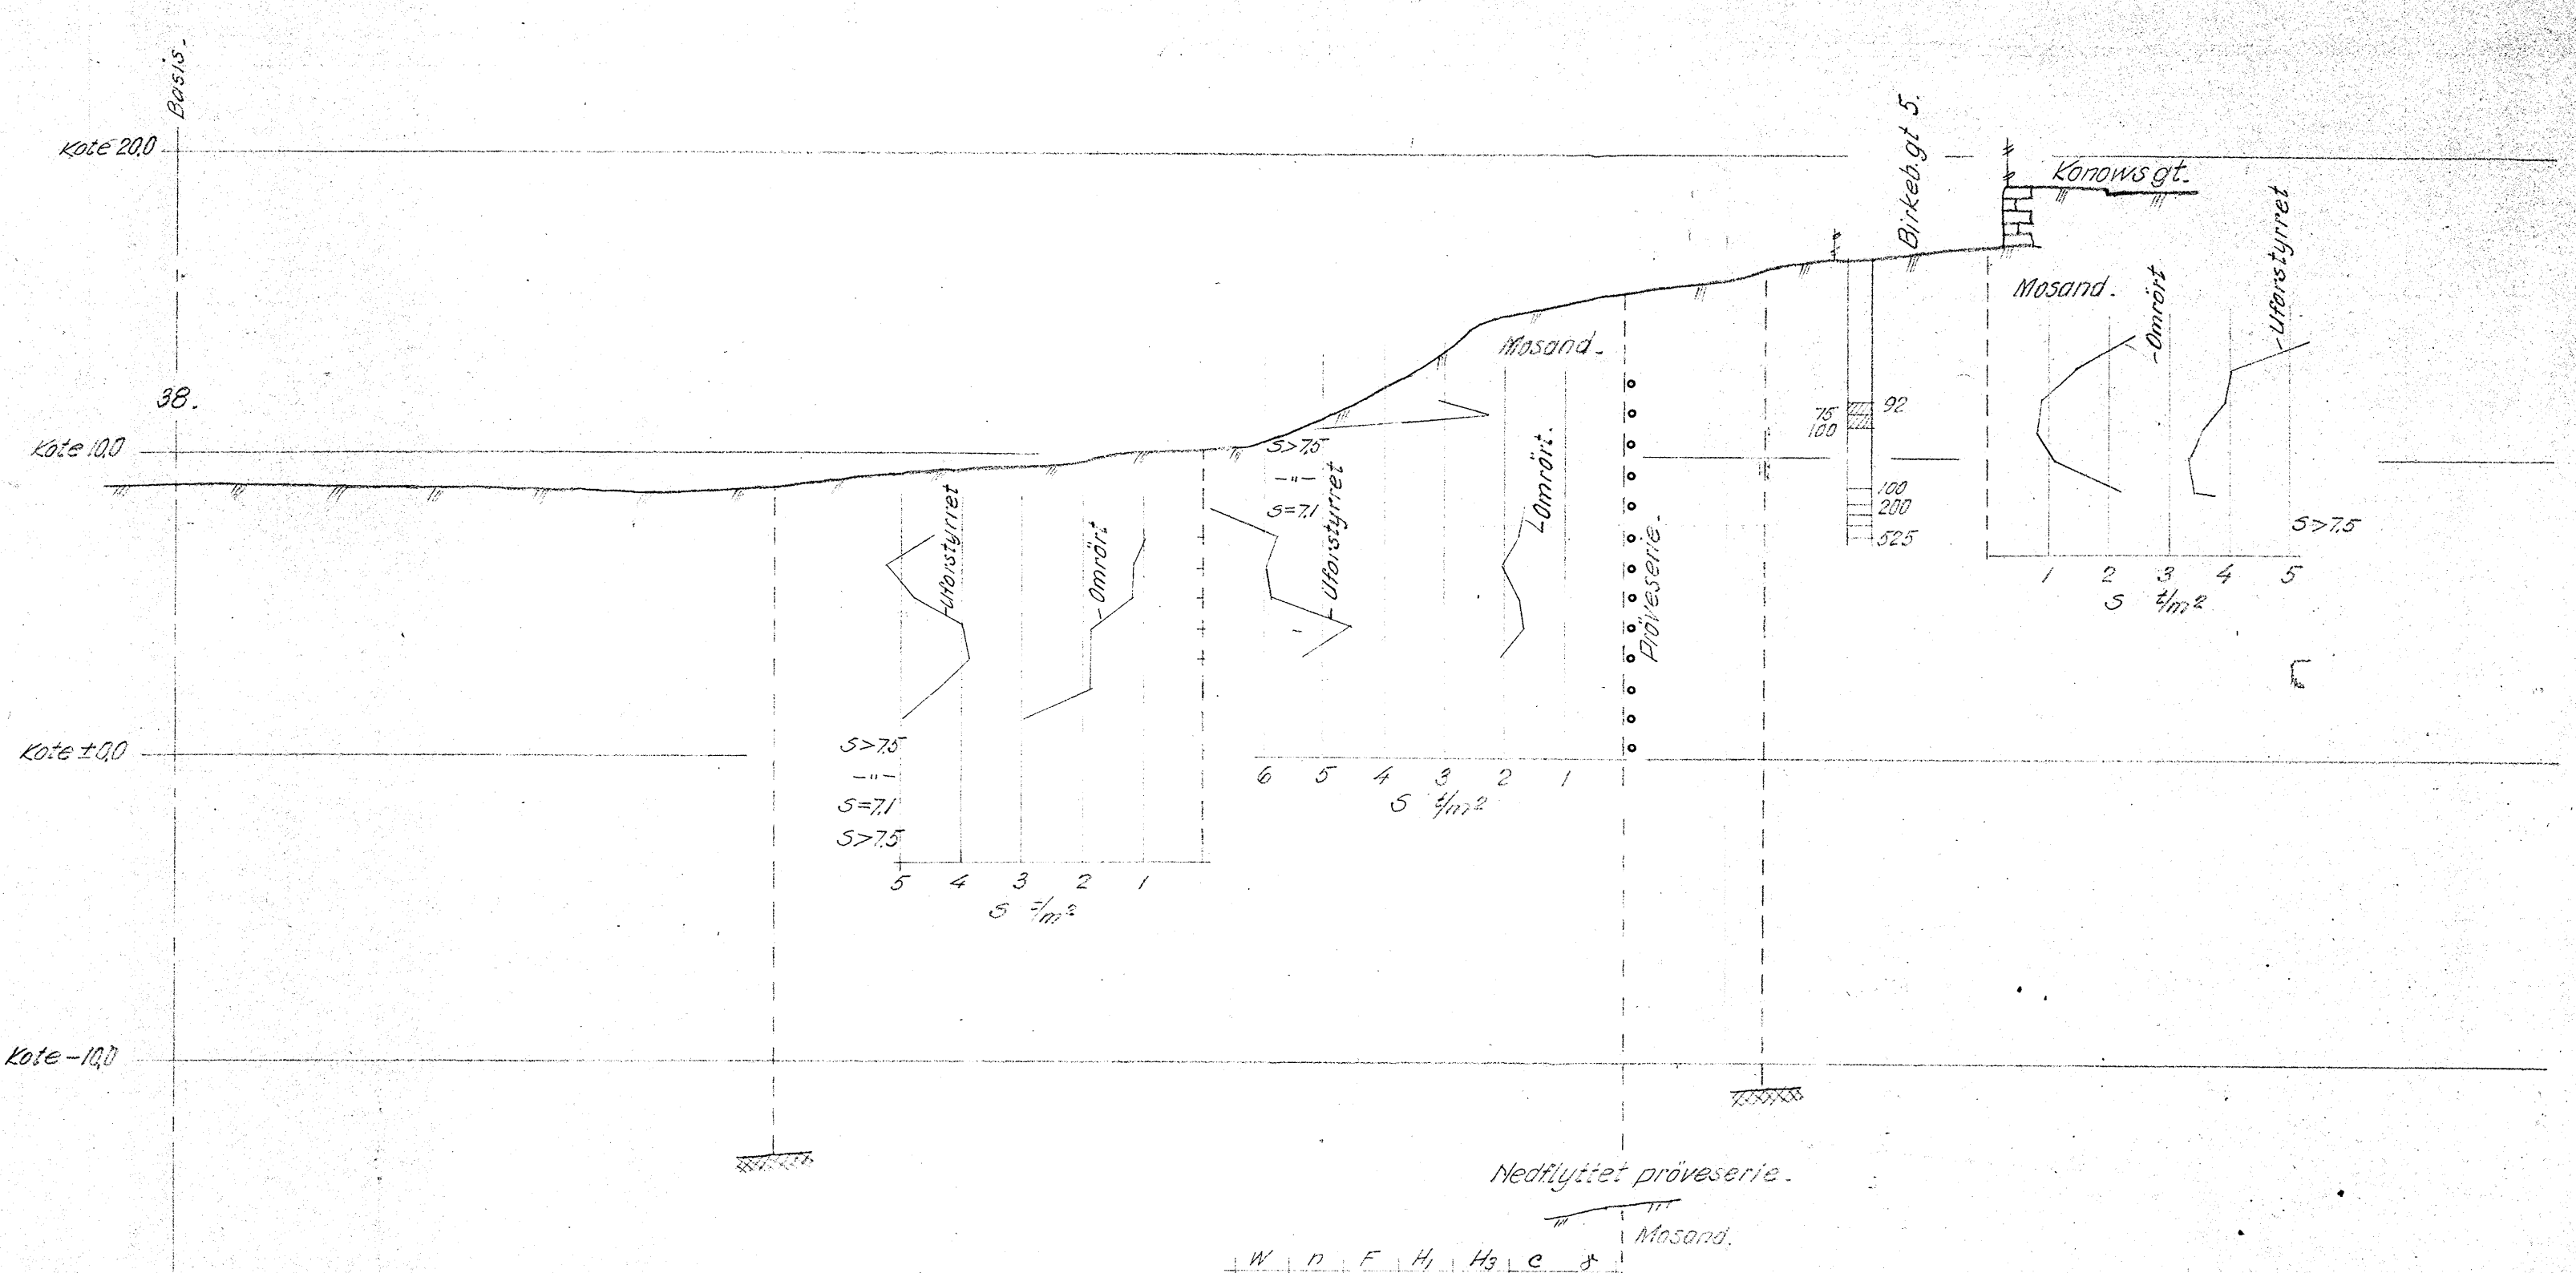 Basis.
Kote 20,0
Birkeb.gt 5.
Konowsgt.
Uforstyrret
Omrört
Mosand.
Mosand.
38.
Kote 10,0
75
92
100
S>7,5
-"-
S=7.1
Uforstyrret
Omrört.
Pröveserie.
100
200
525
S>7,5
1 2 3 4 5
S t/m²
Uforstyrret
Omrört
Kote ±0,0
S>7,5
-"-
S=7,1
S>7,5
6 5 4 3 2 1
S t/m²
5 4 3 2 1
S t/m²
Kote -10,0
Nedflyttet pröveserie.
Mosand.
W n F H₁ H₃ c γ